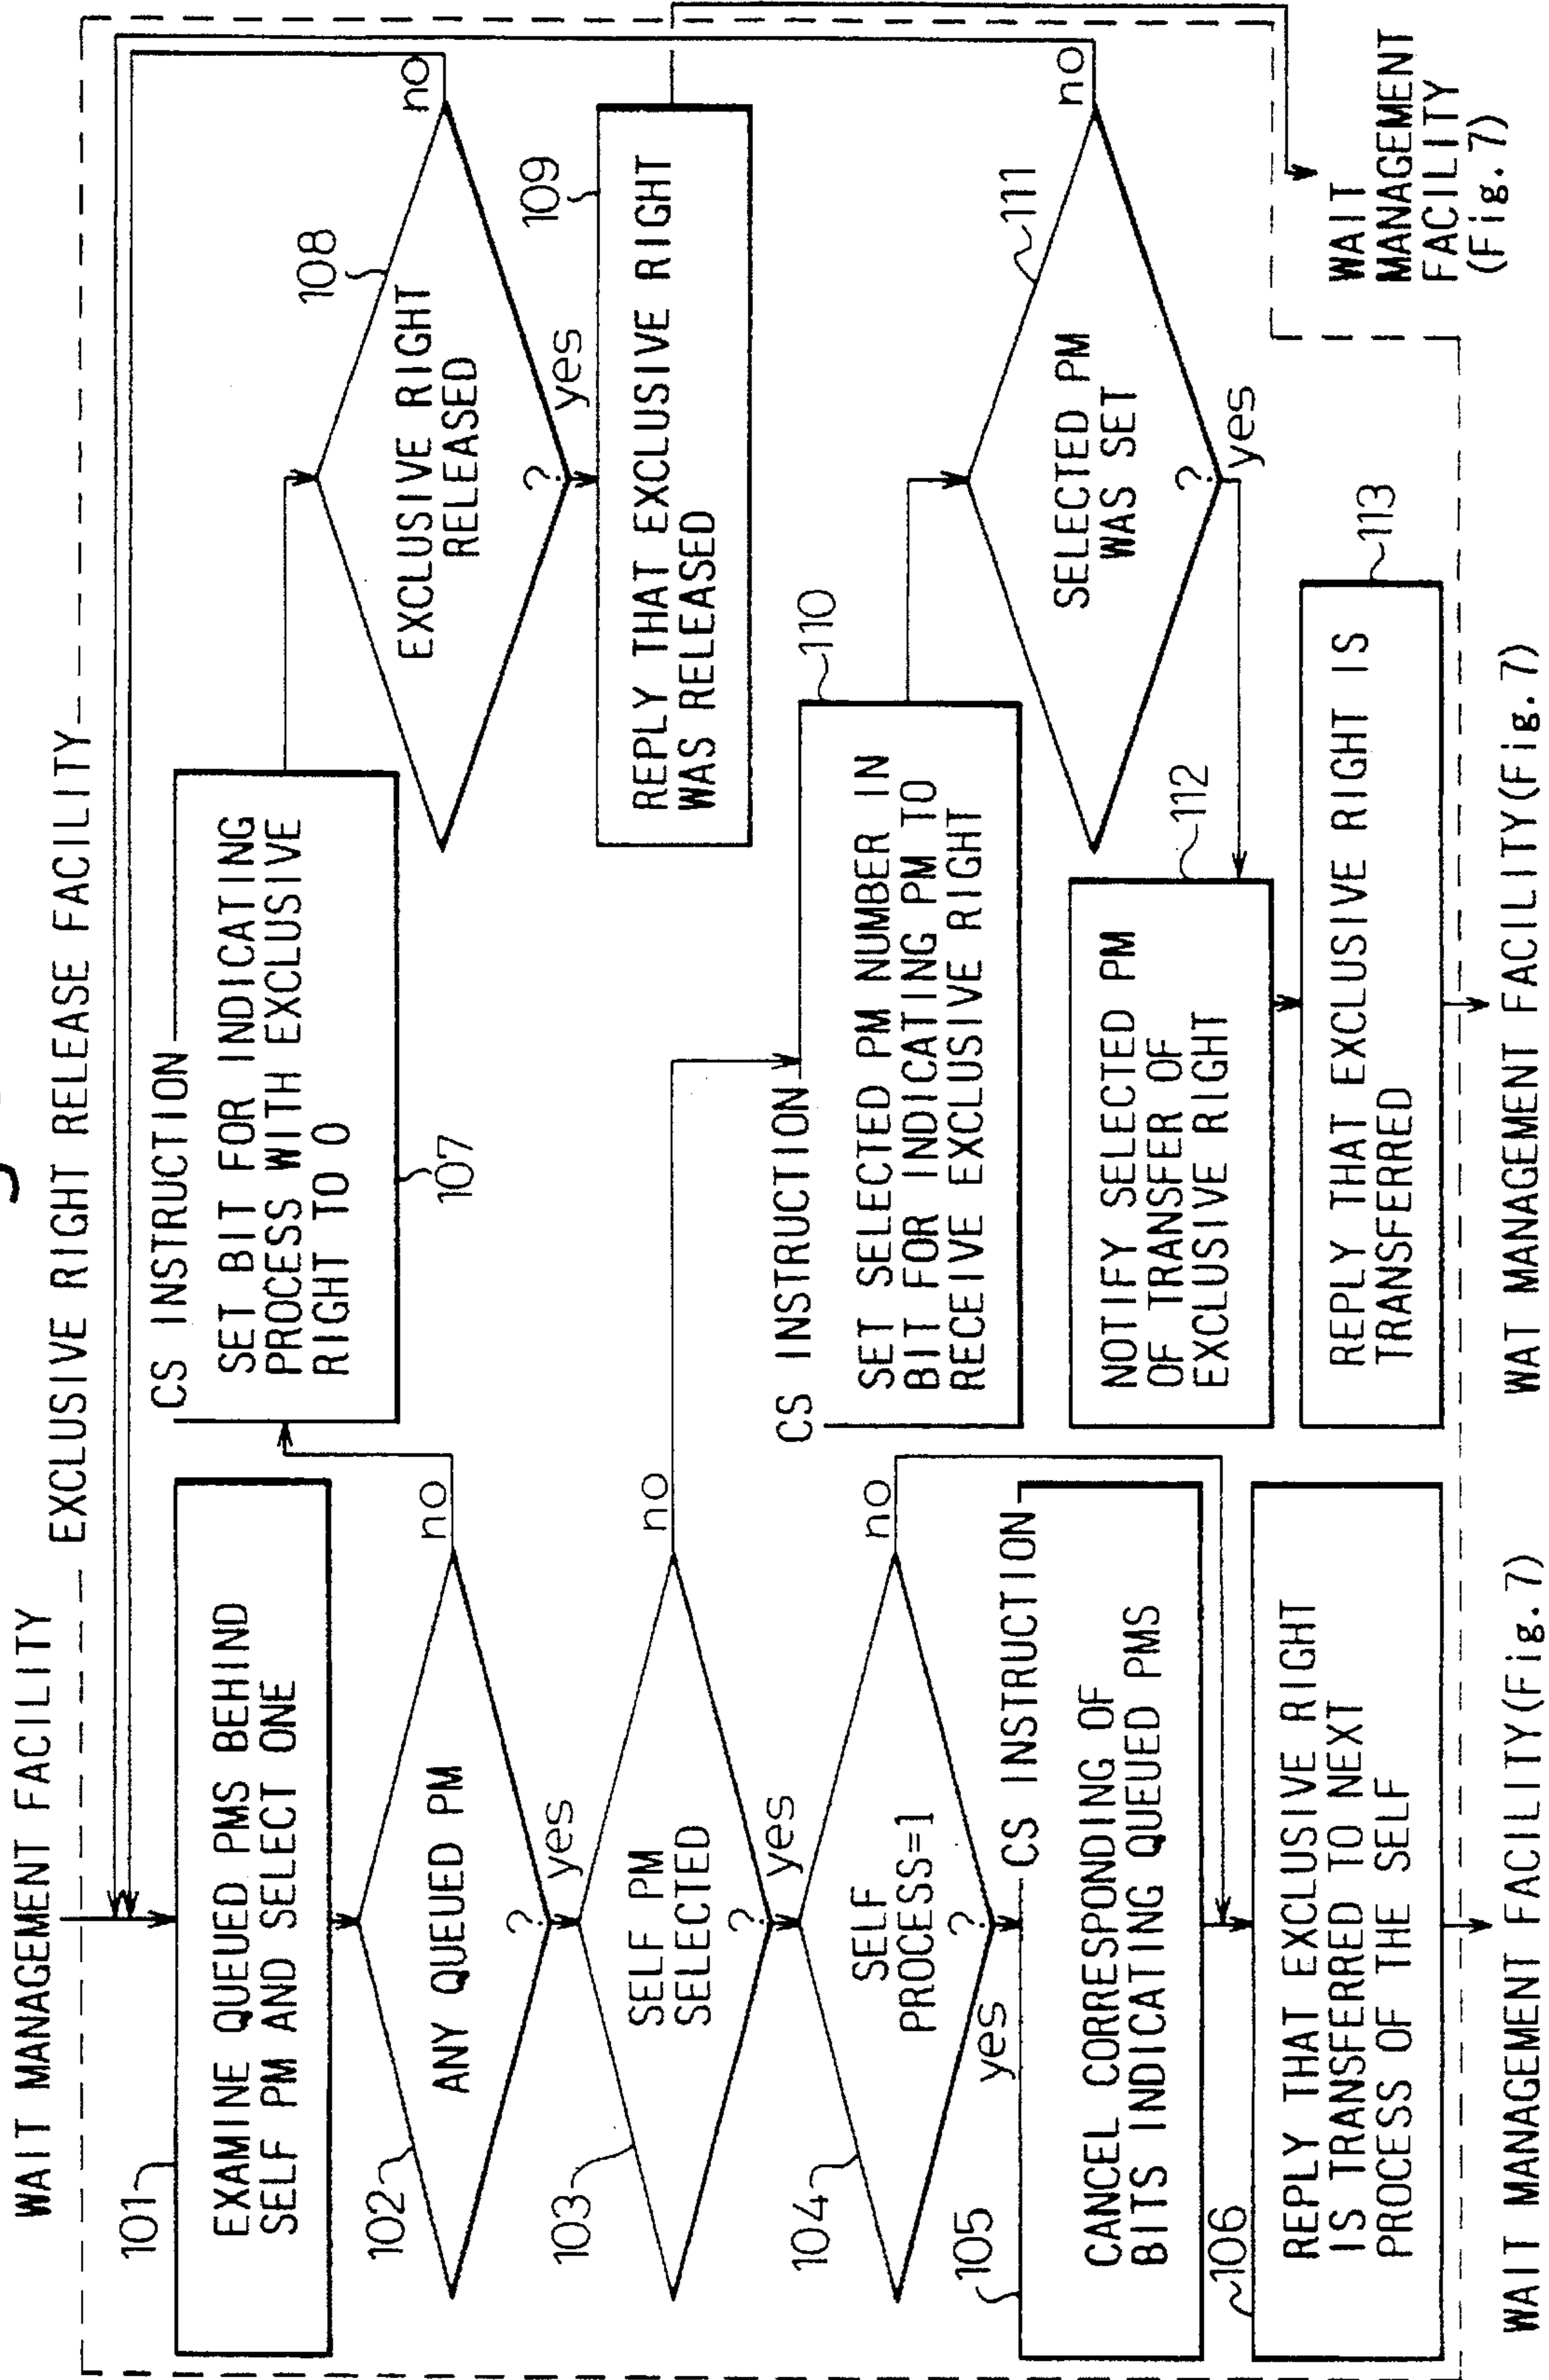 WAIT MANAGEMENT FACILITY
EXCLUSIVE RIGHT RELEASE FACILITY
101
EXAMINE QUEUED PMS BEHIND
SELF PM AND SELECT ONE
102
ANY QUEUED PM
?
no
yes
103
SELF PM
SELECTED
?
no
yes
104
SELF
PROCESS=1
?
no
yes
105
CS INSTRUCTION
CANCEL CORRESPONDING OF
BITS INDICATING QUEUED PMS
106
REPLY THAT EXCLUSIVE RIGHT
IS TRANSFERRED TO NEXT
PROCESS OF THE SELF
WAIT MANAGEMENT FACILITY(Fig.7)
CS INSTRUCTION
SET BIT FOR INDICATING
PROCESS WITH EXCLUSIVE
RIGHT TO 0
107
108
EXCLUSIVE RIGHT
RELEASED
?
no
yes
109
REPLY THAT EXCLUSIVE RIGHT
WAS RELEASED
CS INSTRUCTION
110
SET SELECTED PM NUMBER IN
BIT FOR INDICATING PM TO
RECEIVE EXCLUSIVE RIGHT
111
SELECTED PM
WAS SET
?
no
yes
112
NOTIFY SELECTED PM
OF TRANSFER OF
EXCLUSIVE RIGHT
113
REPLY THAT EXCLUSIVE RIGHT IS
TRANSFERRED
WAT MANAGEMENT FACILITY(Fig.7)
WAIT
MANAGEMENT
FACILITY
(Fig.7)